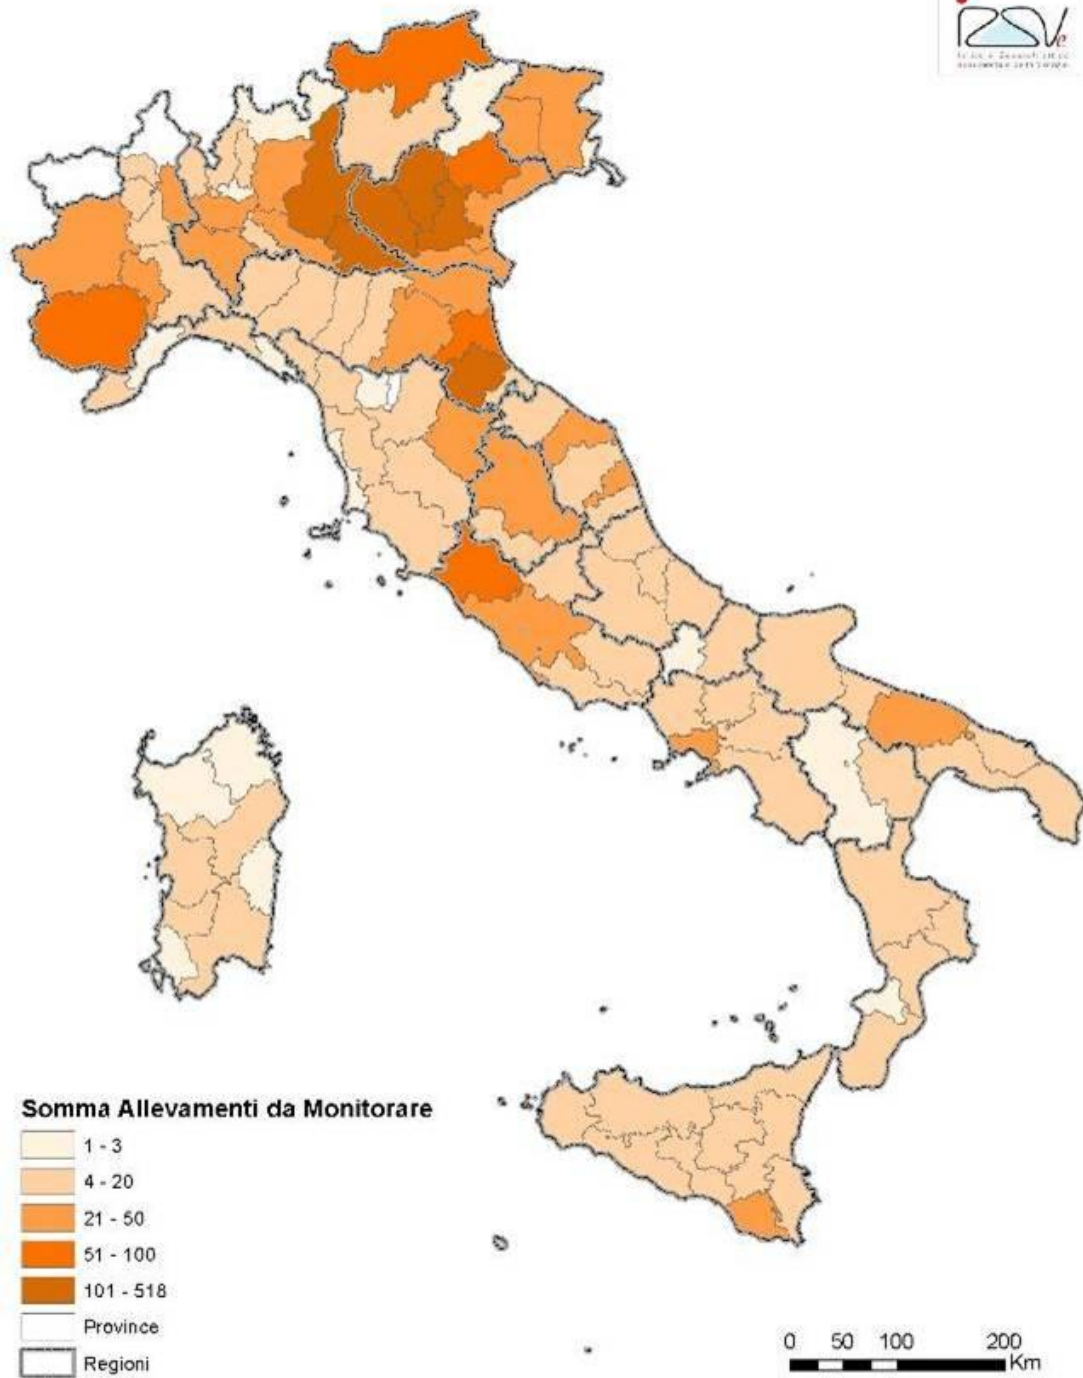 IZSVe
Somma Allevamenti da Monitorare
1 - 3
4 - 20
21 - 50
51 - 100
101 - 518
Province
Regioni
0 50 100 200
Km